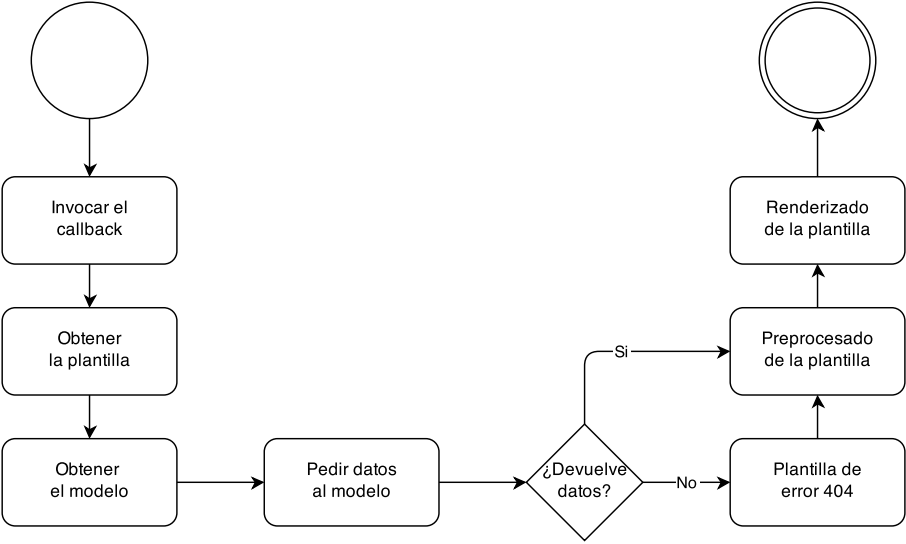 Invocar el
callback
Obtener
la plantilla
Obtener
el modelo
Pedir datos
al modelo
¿Devuelve
datos?
Si
No
Plantilla de
error 404
Preprocesado
de la plantilla
Renderizado
de la plantilla